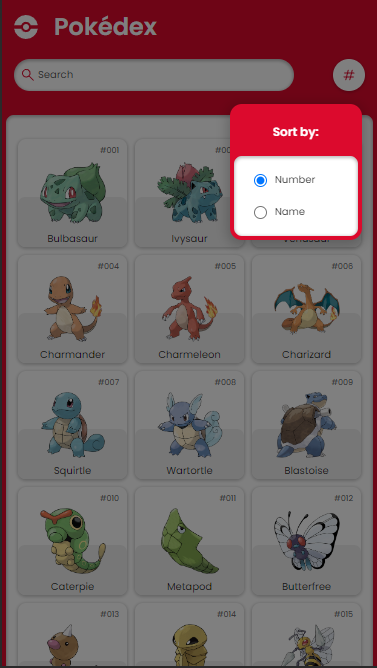 Pokédex
Search
#
Sort by:
Number
Name
#001
Bulbasaur
#00
Ivysaur
Venusaur
#004
Charmander
#005
Charmeleon
#006
Charizard
#007
Squirtle
#008
Wartortle
#009
Blastoise
#010
Caterpie
#011
Metapod
#012
Butterfree
#013
#014
#015